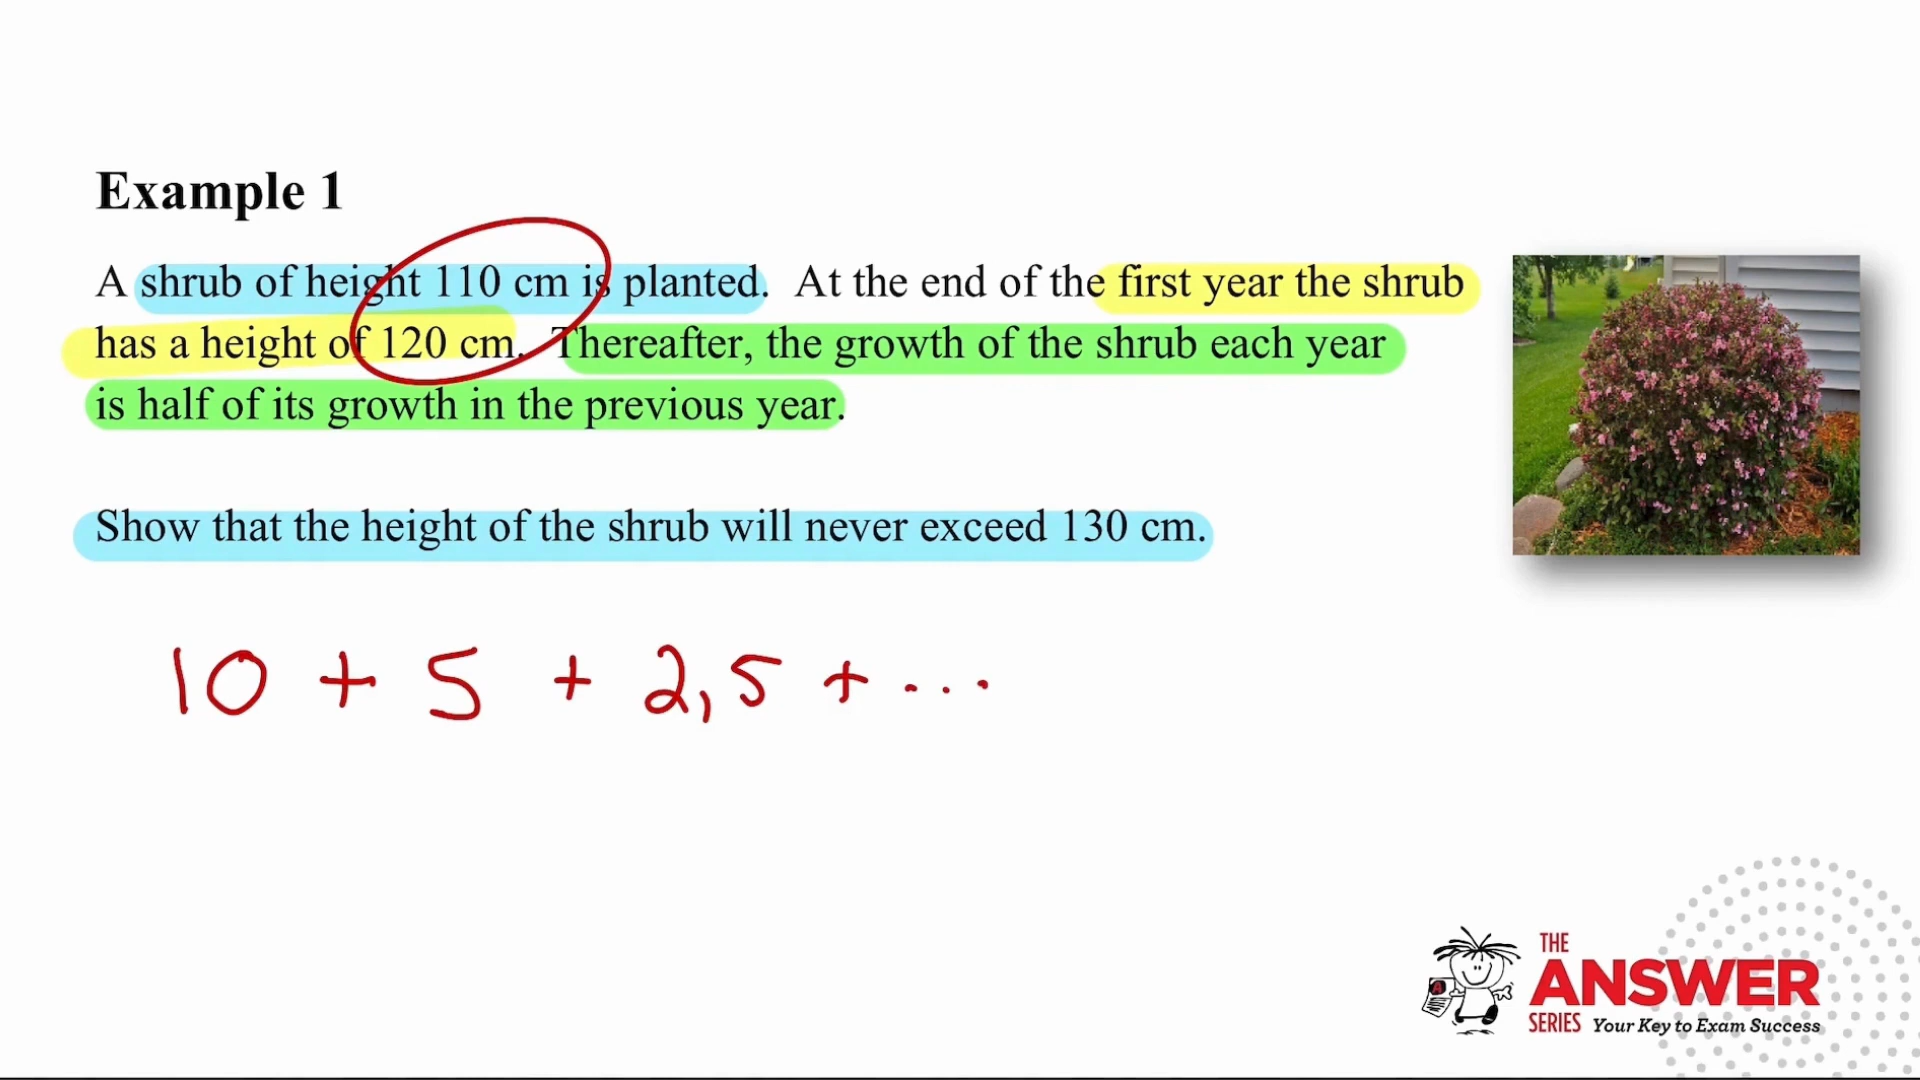 Example 1
A shrub of height 110 cm is planted. At the end of the first year the shrub
has a height of 120 cm. Thereafter, the growth of the shrub each year
is half of its growth in the previous year.
Show that the height of the shrub will never exceed 130 cm.
10 + 5 + 2,5 + ...
A
THE
ANSWER
SERIES Your Key to Exam Success